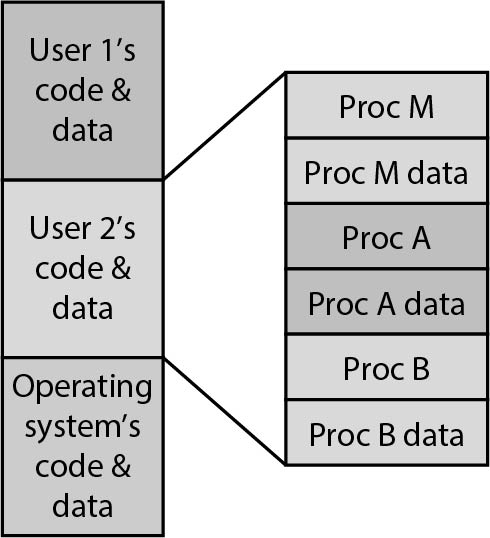 User 1’s
code &
data
User 2’s
code &
data
Operating
system’s
code &
data
Proc M
Proc M data
Proc A
Proc A data
Proc B
Proc B data